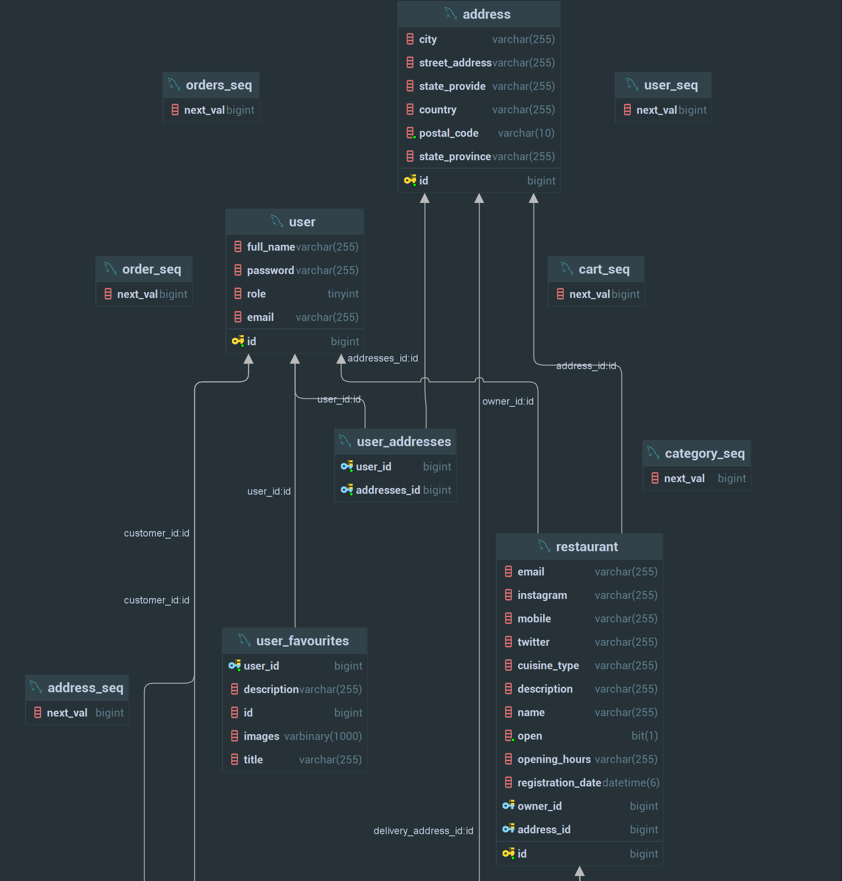 address
city varchar(255)
street_address varchar(255)
state_provide varchar(255)
country varchar(255)
postal_code varchar(10)
state_province varchar(255)
id bigint
orders_seq
next_val bigint
user_seq
next_val bigint
user
full_name varchar(255)
password varchar(255)
role tinyint
email varchar(255)
id bigint
order_seq
next_val bigint
cart_seq
next_val bigint
addresses_id:id
address_id:id
user_id:id
owner_id:id
user_addresses
user_id bigint
addresses_id bigint
category_seq
next_val bigint
user_id:id
customer_id:id
customer_id:id
restaurant
email varchar(255)
instagram varchar(255)
mobile varchar(255)
twitter varchar(255)
cuisine_type varchar(255)
description varchar(255)
name varchar(255)
open bit(1)
opening_hours varchar(255)
registration_date datetime(6)
owner_id bigint
address_id bigint
id bigint
user_favourites
user_id bigint
description varchar(255)
id bigint
images varbinary(1000)
title varchar(255)
address_seq
next_val bigint
delivery_address_id:id